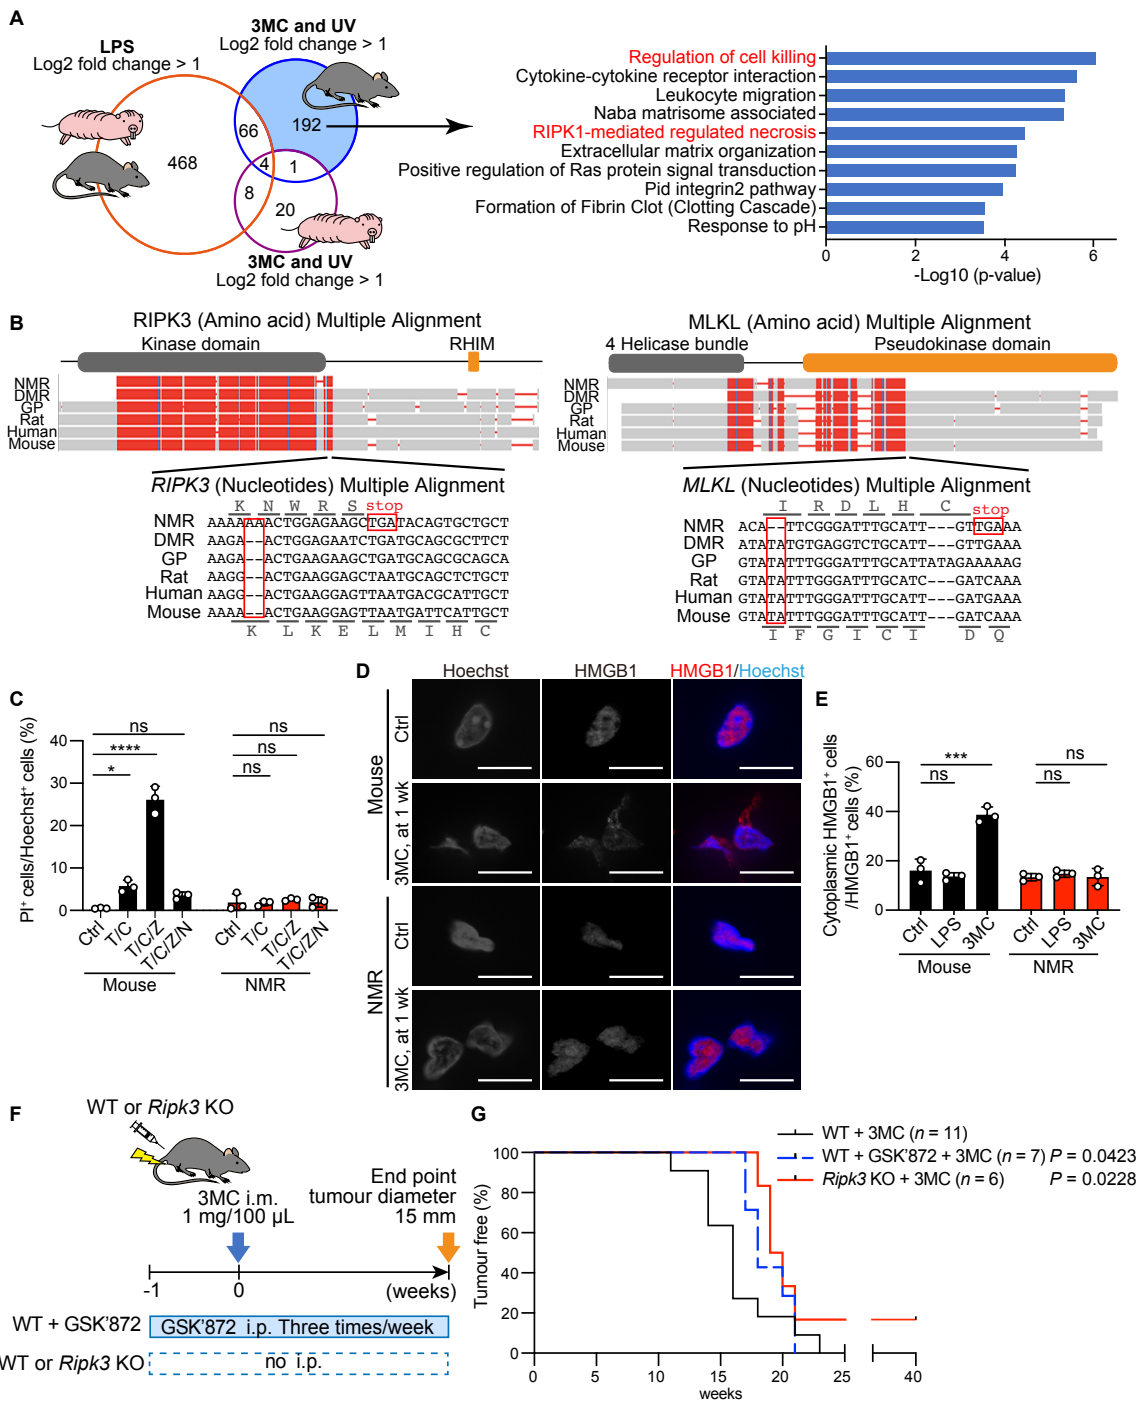 A
LPS
Log2 fold change > 1
3MC and UV
Log2 fold change > 1
66
192
468
4
1
8
20
3MC and UV
Log2 fold change > 1
Regulation of cell killing
Cytokine-cytokine receptor interaction
Leukocyte migration
Naba matrisome associated
RIPK1-mediated regulated necrosis
Extracellular matrix organization
Positive regulation of Ras protein signal transduction
Pid integrin2 pathway
Formation of Fibrin Clot (Clotting Cascade)
Response to pH
0 2 4 6
-Log10 (p-value)
B
RIPK3 (Amino acid) Multiple Alignment
Kinase domain
RHIM
NMR
DMR
GP
Rat
Human
Mouse
RIPK3 (Nucleotides) Multiple Alignment
K N W R S stop
NMR AAAAAAACTGGAGAAGCTGATACAGTGCTGCT
DMR AAGA--ACTGGAGAATCTGATGCAGCGCTTCT
GP AAGA--ACTGAAGGAGCTGATGCAGCGCAGCA
Rat AAGG--ACTGAAGGAGCTAATGCAGCTCTGCT
Human AAGG--ACTGAAGGAGTTAATGACGCATTGCT
Mouse AAAA--ACTGAAGGAGTTAATGATTCATTGCT
K L K E L M I H C
MLKL (Amino acid) Multiple Alignment
4 Helicase bundle
Pseudokinase domain
NMR
DMR
GP
Rat
Human
Mouse
MLKL (Nucleotides) Multiple Alignment
I R D L H C stop
NMR ACA--TTCGGGATTTGCATT---GTTGAAA
DMR ATATATGTGAGGTCTGCATT---GTTGAAA
GP GTATATTTGGGATTTGCATTATAGAAAAAG
Rat GTATATTTGGGATTTGCATC---GATCAAA
Human GTATATTTGGGATTTGCATT---GATGAAA
Mouse GTATATTTGGGATTTGCATT---GATCAAA
I F G I C I D Q
C
PI⁺ cells/Hoechst⁺ cells (%)
40
30
20
10
0
ns
****
*
ns
ns
ns
Ctrl T/C T/C/Z T/C/Z/N Ctrl T/C T/C/Z T/C/Z/N
Mouse NMR
D
Hoechst HMGB1 HMGB1/Hoechst
Mouse
Ctrl
3MC, at 1 wk
NMR
Ctrl
3MC, at 1 wk
E
Cytoplasmic HMGB1⁺ cells
/HMGB1⁺ cells (%)
60
40
20
0
***
ns
ns
ns
Ctrl LPS 3MC Ctrl LPS 3MC
Mouse NMR
F
WT or Ripk3 KO
3MC i.m.
1 mg/100 µL
End point
tumour diameter
15 mm
-1 0 (weeks)
WT + GSK'872
GSK'872 i.p. Three times/week
WT or Ripk3 KO
no i.p.
G
WT + 3MC (n = 11)
WT + GSK'872 + 3MC (n = 7) P = 0.0423
Ripk3 KO + 3MC (n = 6) P = 0.0228
Tumour free (%)
100
80
60
40
20
0
0 5 10 15 20 25 40
weeks